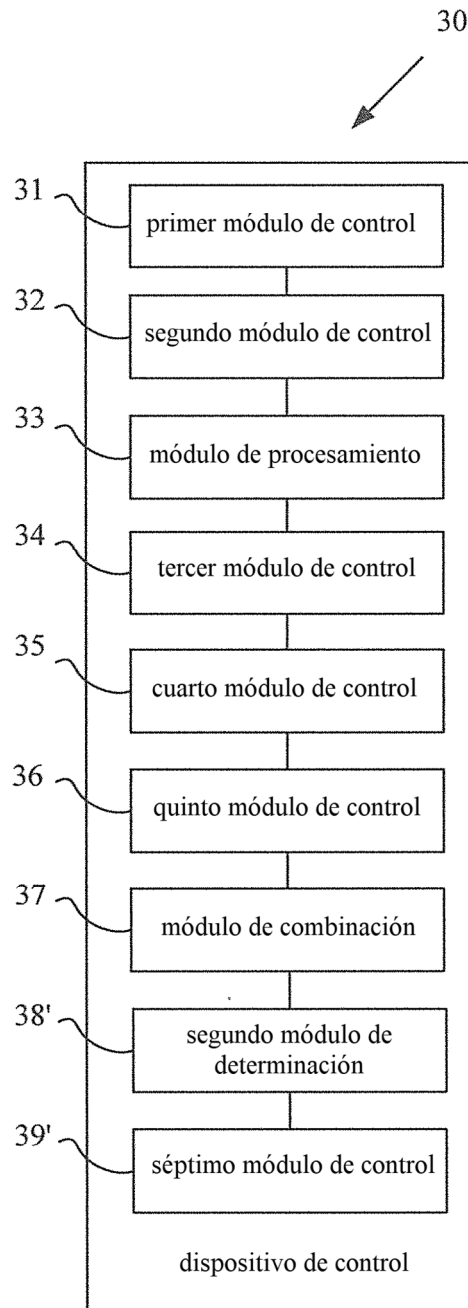 30
31
primer módulo de control
32
segundo módulo de control
33
módulo de procesamiento
34
tercer módulo de control
35
cuarto módulo de control
36
quinto módulo de control
37
módulo de combinación
38'
segundo módulo de
determinación
39'
séptimo módulo de control
dispositivo de control